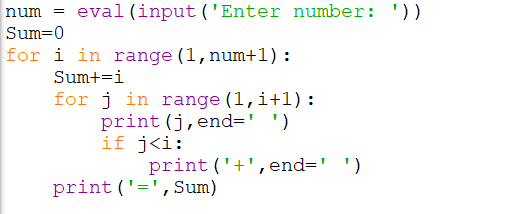 num = eval(input('Enter number: '))
Sum=0
for i in range(1,num+1):
    Sum+=i
    for j in range(1,i+1):
        print(j,end=' ')
        if j<i:
            print('+',end=' ')
    print('=',Sum)